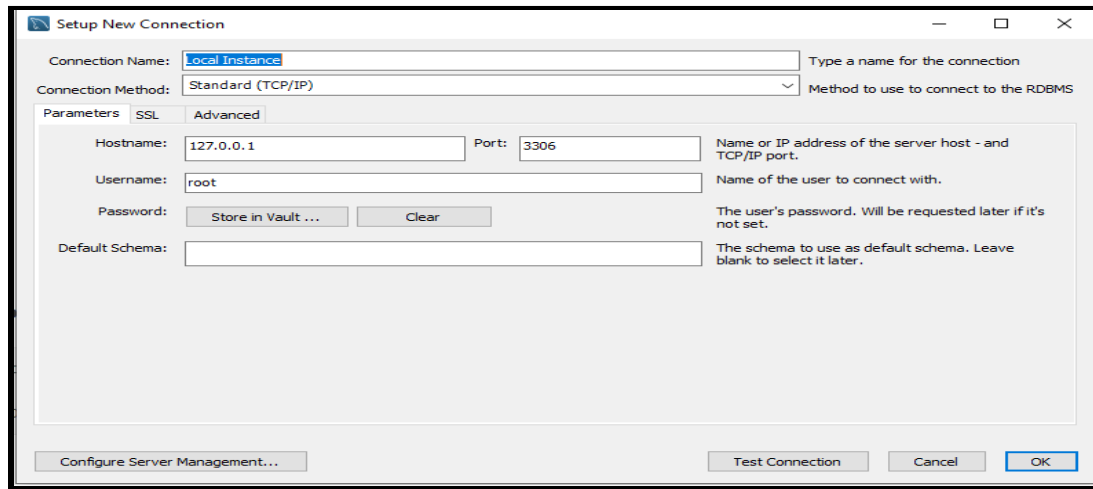 Setup New Connection
Connection Name: Local Instance Type a name for the connection
Connection Method: Standard (TCP/IP) Method to use to connect to the RDBMS
Parameters SSL Advanced
Hostname: 127.0.0.1 Port: 3306 Name or IP address of the server host - and
TCP/IP port.
Username: root Name of the user to connect with.
Password: Store in Vault ... Clear The user's password. Will be requested later if it's
not set.
Default Schema: The schema to use as default schema. Leave
blank to select it later.
Configure Server Management... Test Connection Cancel OK